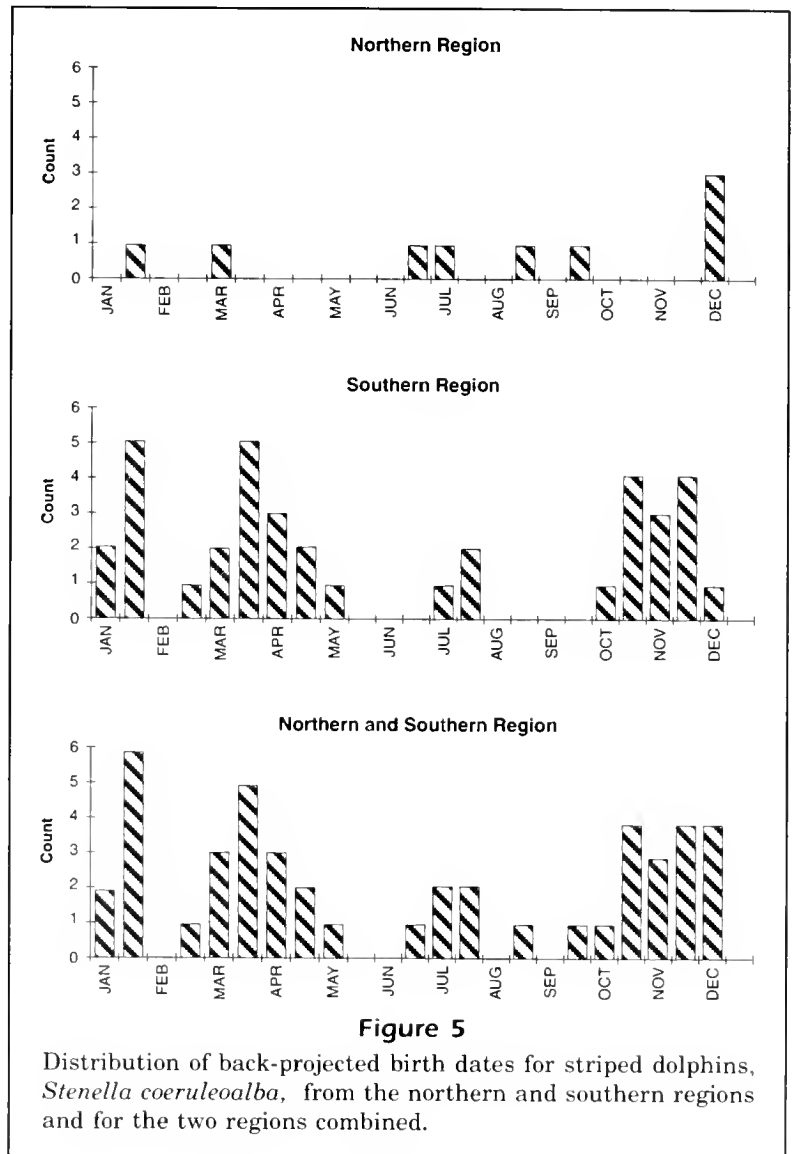 Northern Region
6
5
4
3
2
1
0
Count
JAN
FEB
MAR
APR
MAY
JUN
JUL
AUG
SEP
OCT
NOV
DEC
Southern Region
6
5
4
3
2
1
0
Count
JAN
FEB
MAR
APR
MAY
JUN
JUL
AUG
SEP
OCT
NOV
DEC
Northern and Southern Region
6
5
4
3
2
1
0
Count
JAN
FEB
MAR
APR
MAY
JUN
JUL
AUG
SEP
OCT
NOV
DEC
Figure 5
Distribution of back-projected birth dates for striped dolphins,
Stenella coeruleoalba, from the northern and southern regions
and for the two regions combined.